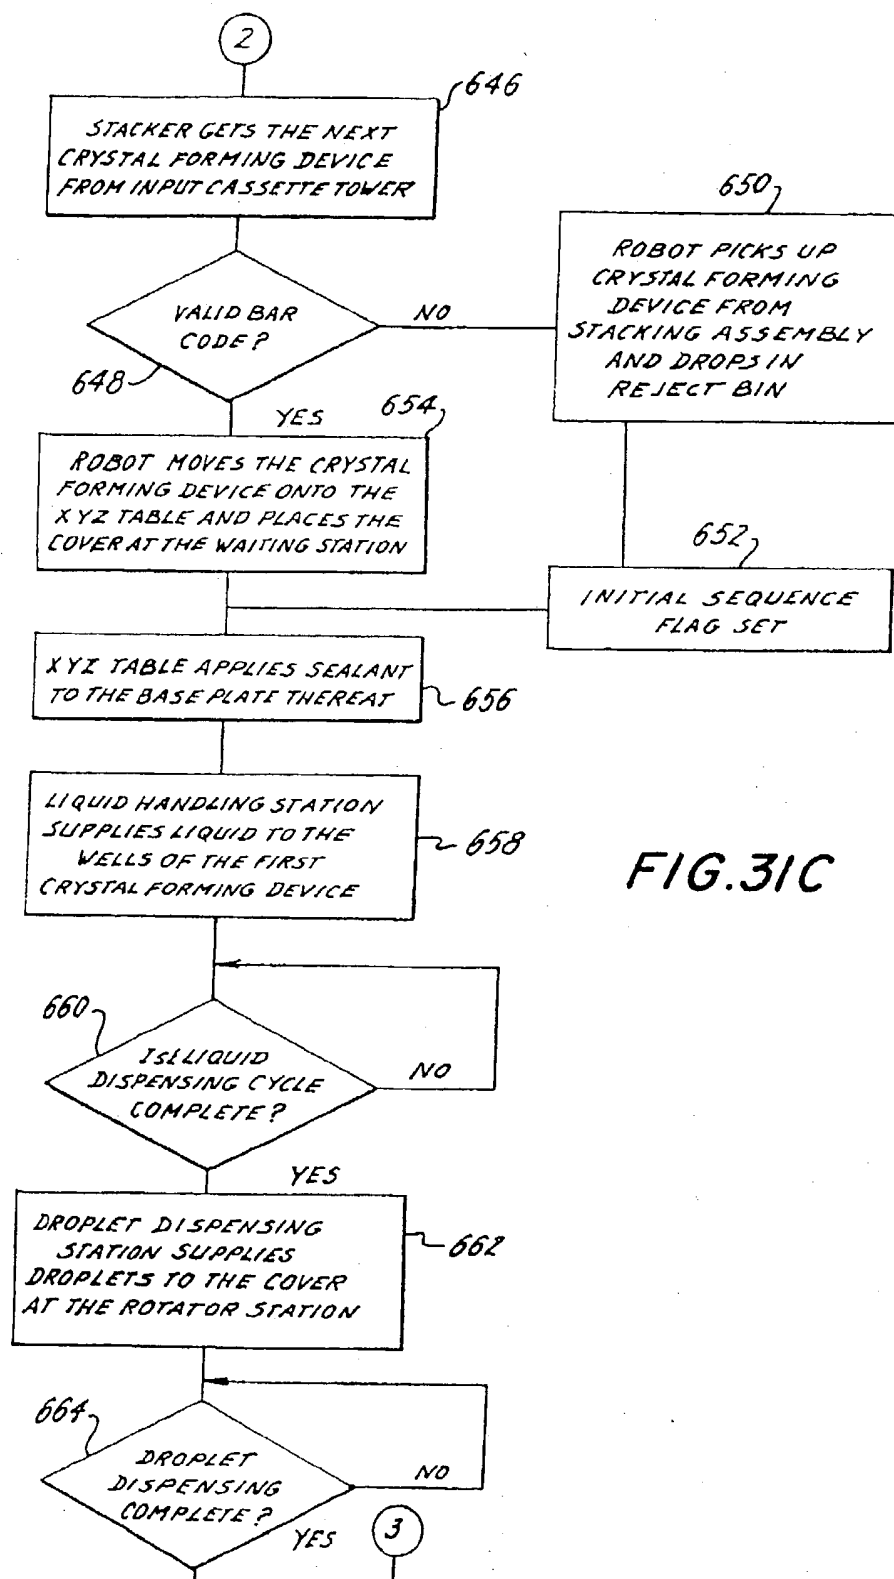 2
646
STACKER GETS THE NEXT
CRYSTAL FORMING DEVICE
FROM INPUT CASSETTE TOWER
650
ROBOT PICKS UP
CRYSTAL FORMING
DEVICE FROM
STACKING ASSEMBLY
AND DROPS IN
REJECT BIN
VALID BAR
CODE?
NO
648
YES
654
ROBOT MOVES THE CRYSTAL
FORMING DEVICE ONTO THE
XYZ TABLE AND PLACES THE
COVER AT THE WAITING STATION
652
INITIAL SEQUENCE
FLAG SET
XYZ TABLE APPLIES SEALANT
TO THE BASE PLATE THEREAT
656
LIQUID HANDLING STATION
SUPPLIES LIQUID TO THE
WELLS OF THE FIRST
CRYSTAL FORMING DEVICE
658
FIG.31C
660
1st LIQUID
DISPENSING CYCLE
COMPLETE?
NO
YES
DROPLET DISPENSING
STATION SUPPLIES
DROPLETS TO THE COVER
AT THE ROTATOR STATION
662
664
DROPLET
DISPENSING
COMPLETE?
NO
YES
3